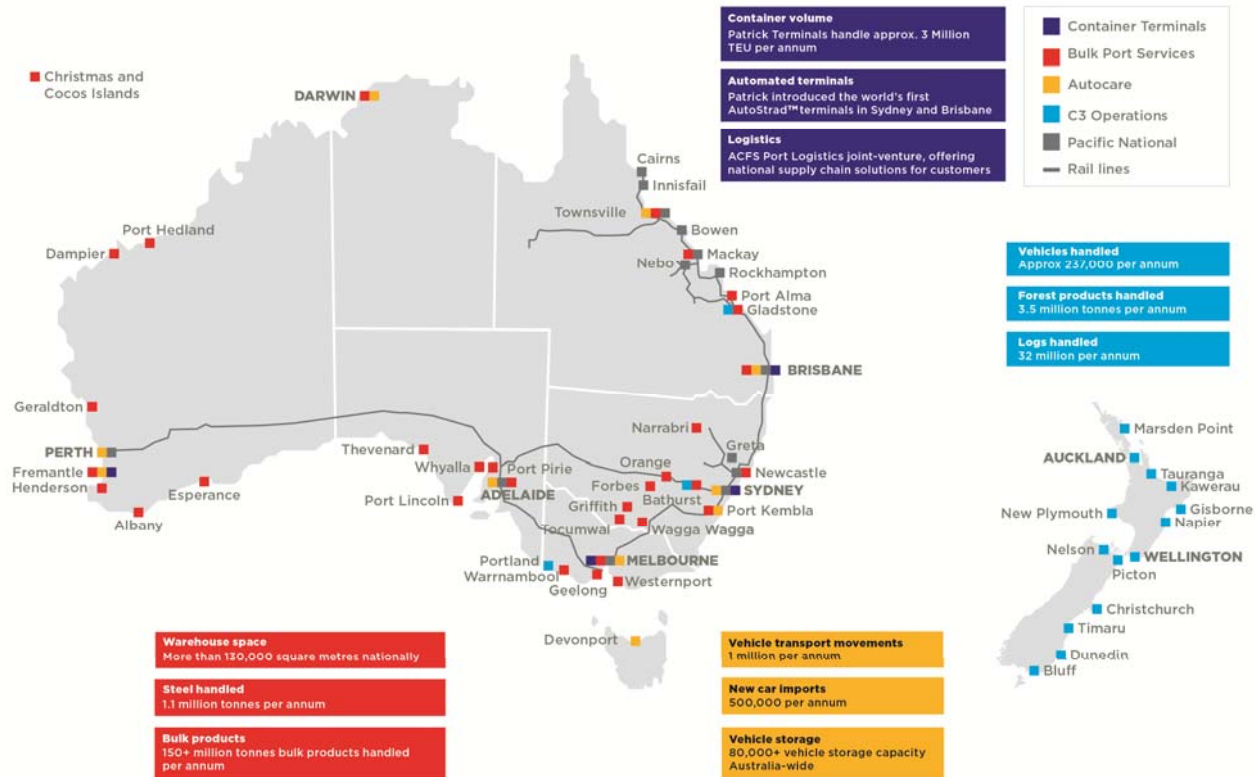 Container volume
Patrick Terminals handle approx. 3 Million
TEU per annum
Automated terminals
Patrick introduced the world's first
AutoStrad™ terminals in Sydney and Brisbane
Logistics
ACFS Port Logistics joint-venture, offering
national supply chain solutions for customers
Container Terminals
Bulk Port Services
Autocare
C3 Operations
Pacific National
Rail lines
Christmas and
Cocos Islands
DARWIN
Cairns
Innisfail
Townsville
Bowen
Port Hedland
Dampier
Mackay
Nebo
Rockhampton
Port Alma
Gladstone
Vehicles handled
Approx 237,000 per annum
Forest products handled
3.5 million tonnes per annum
Logs handled
32 million per annum
BRISBANE
Geraldton
Narrabri
PERTH
Thevenard
Greta
Whyalla
Port Pirie
Orange
Newcastle
Fremantle
Henderson
Esperance
Port Lincoln
ADELAIDE
Forbes
Bathurst
SYDNEY
Albany
Griffith
Port Kembla
Tocumwal
Wagga Wagga
Portland
Warrnambool
MELBOURNE
Geelong
Westernport
Devonport
Marsden Point
AUCKLAND
Tauranga
Kawerau
New Plymouth
Gisborne
Napier
Nelson
WELLINGTON
Picton
Christchurch
Timaru
Dunedin
Bluff
Warehouse space
More than 130,000 square metres nationally
Steel handled
1.1 million tonnes per annum
Bulk products
150+ million tonnes bulk products handled
per annum
Vehicle transport movements
1 million per annum
New car imports
500,000 per annum
Vehicle storage
80,000+ vehicle storage capacity
Australia-wide